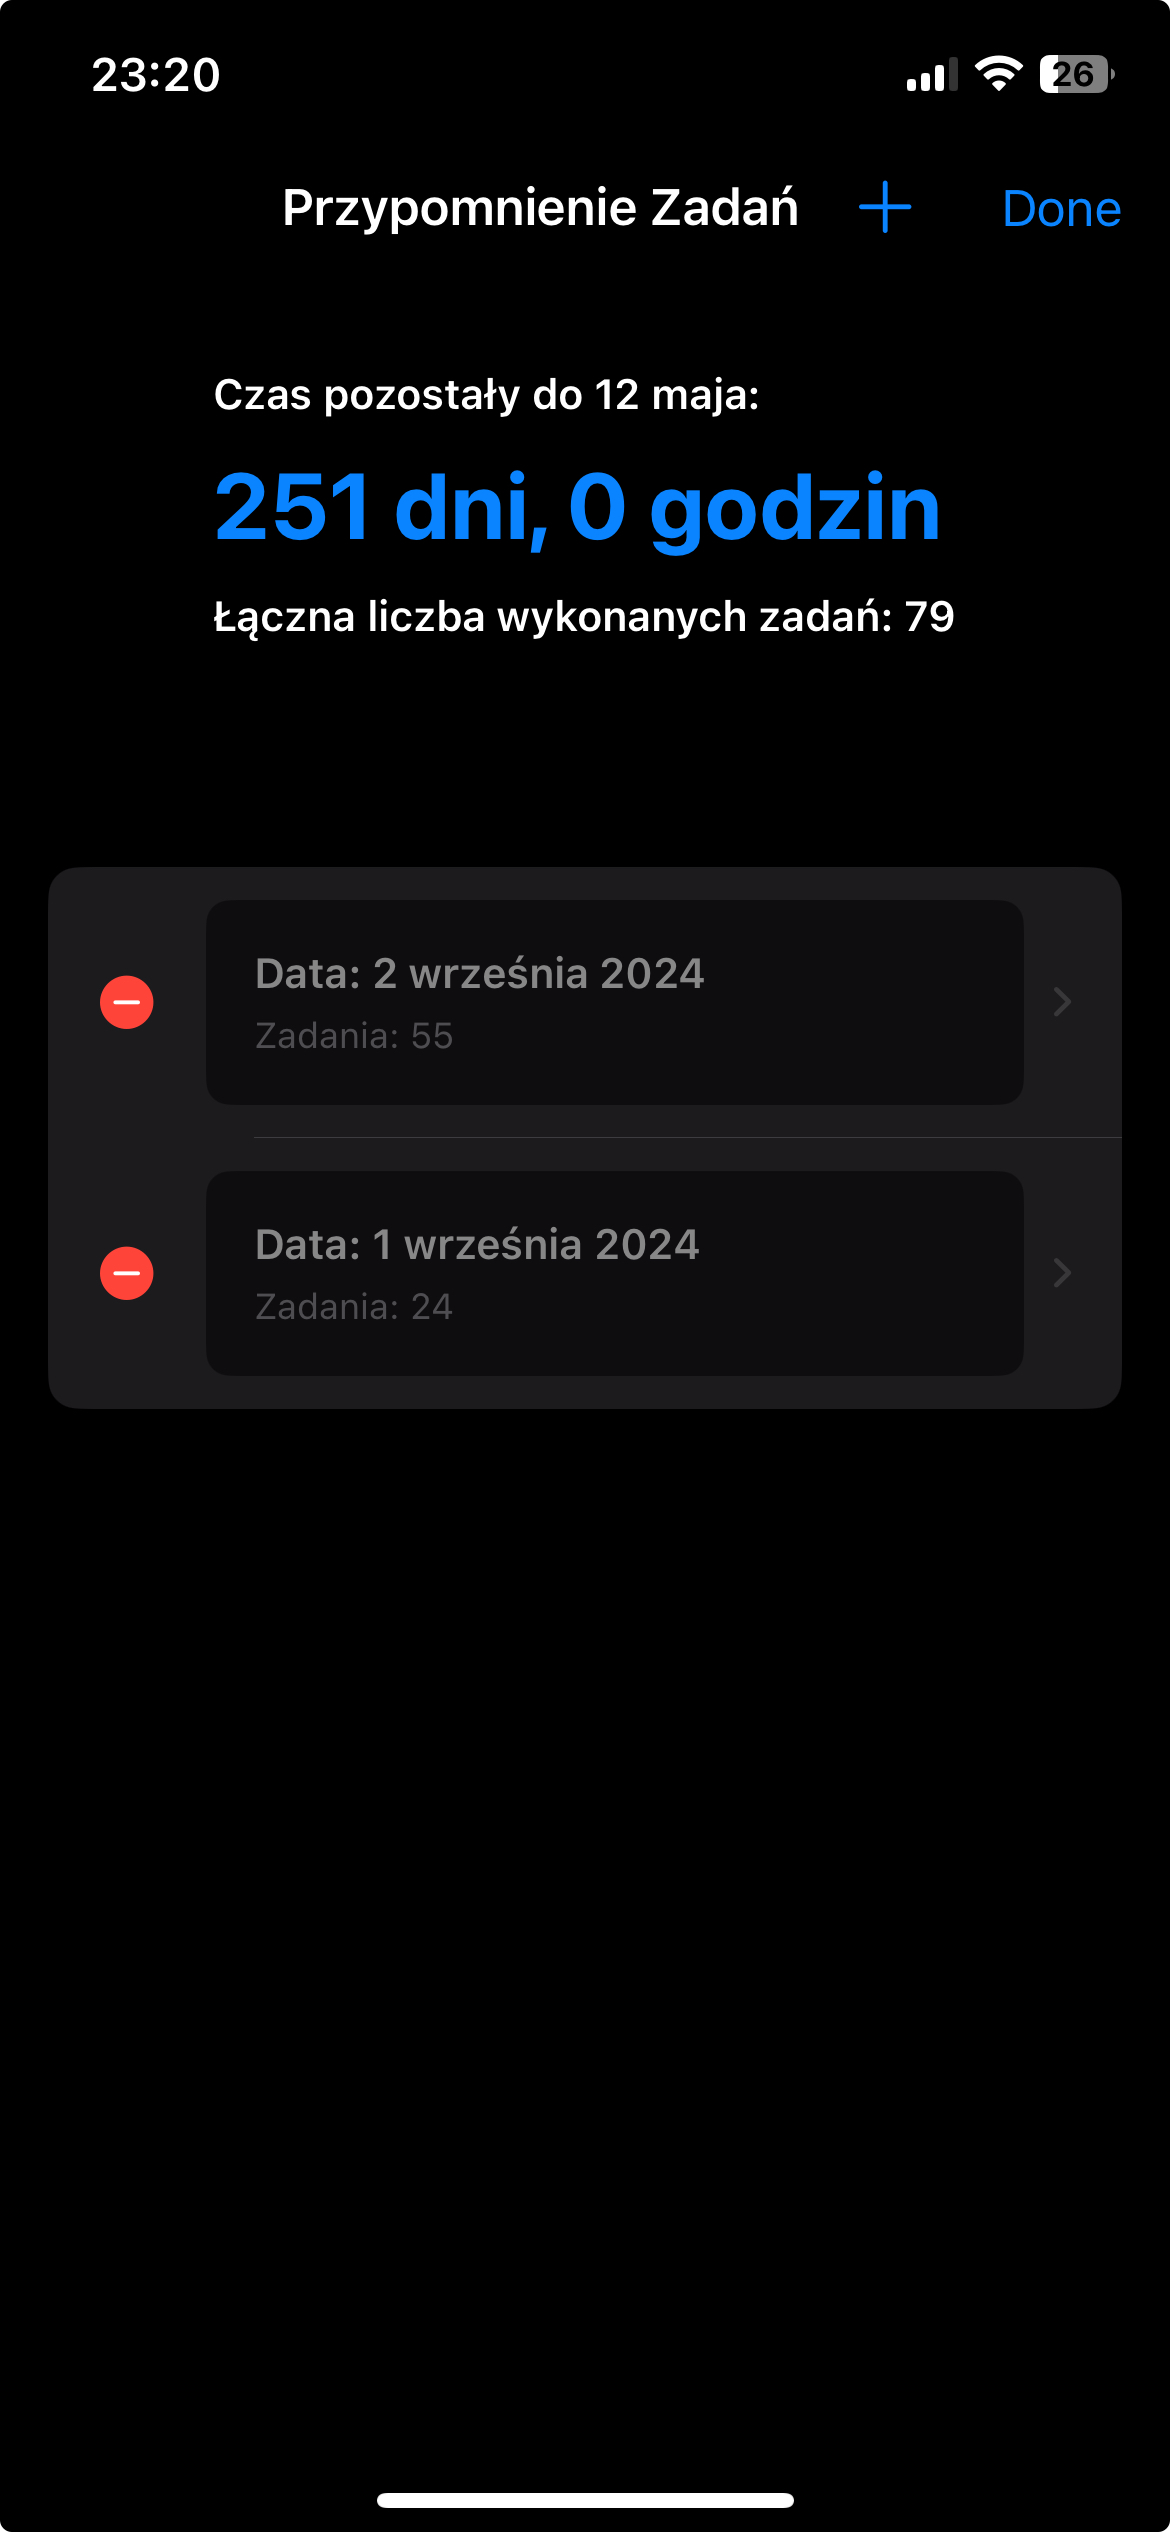 23:20
26
Przypomnienie Zadań
Done
Czas pozostały do 12 maja:
251 dni, 0 godzin
Łączna liczba wykonanych zadań: 79
Data: 2 września 2024
Zadania: 55
Data: 1 września 2024
Zadania: 24